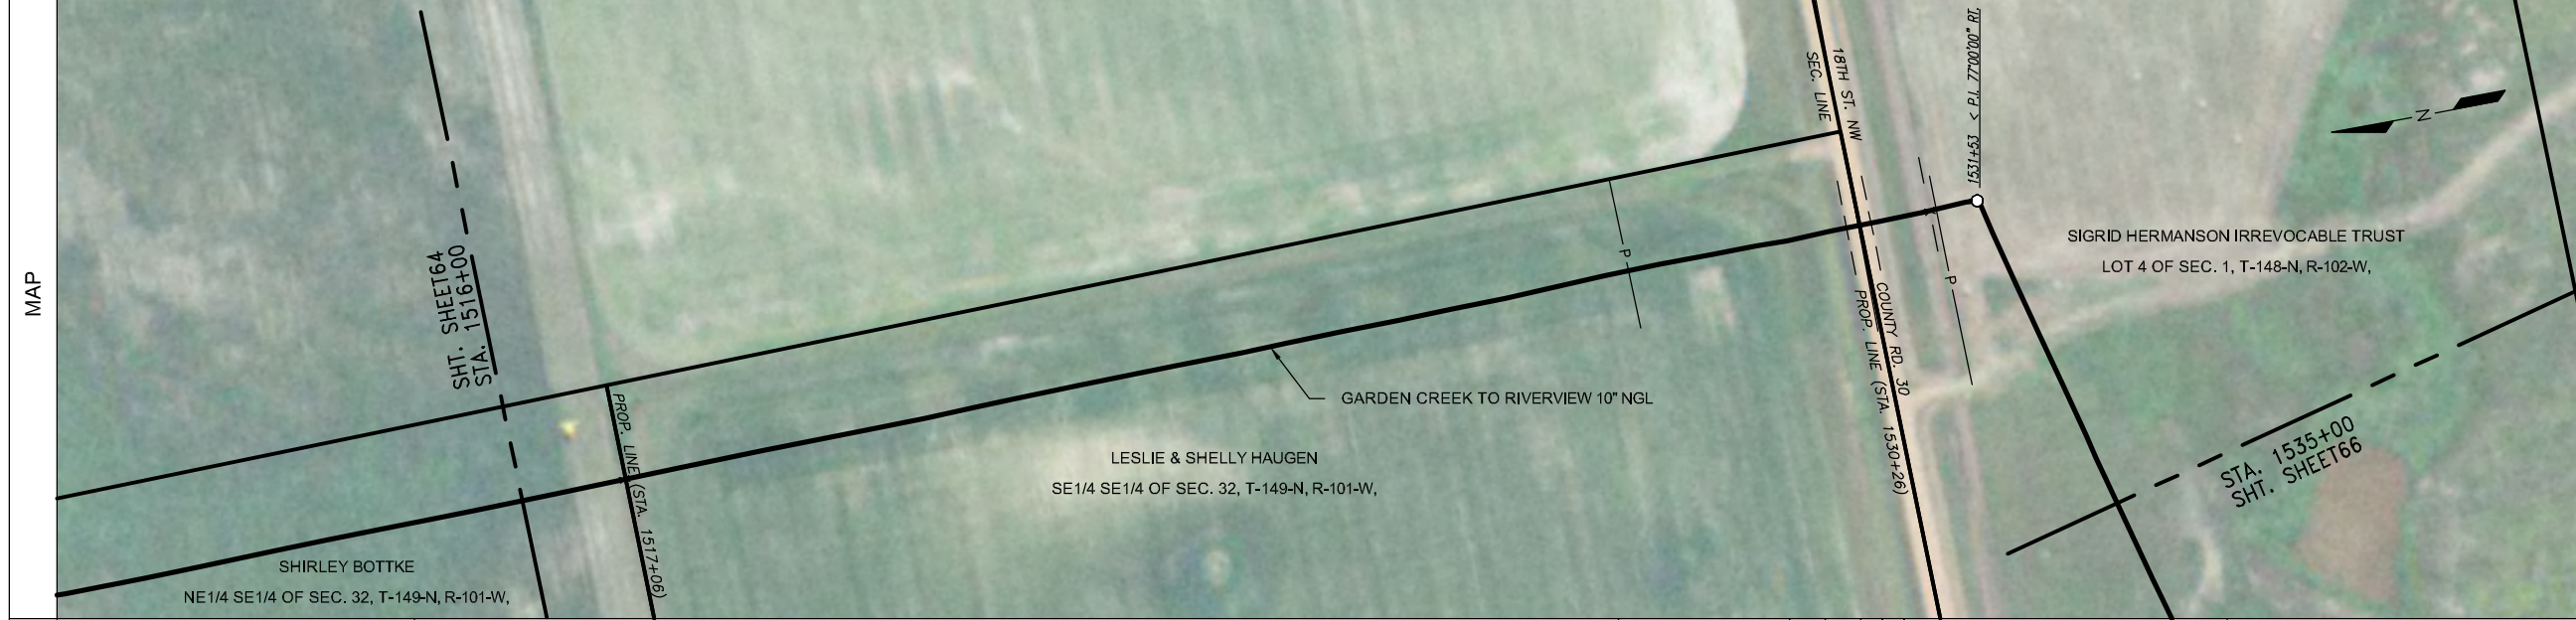 MAP
SHT. SHEET64
STA. 1516+00
SHIRLEY BOTTKE
NE1/4 SE1/4 OF SEC. 32, T-149-N, R-101-W,
PROP. LINE (STA. 1517+06)
GARDEN CREEK TO RIVERVIEW 10" NGL
LESLIE & SHELLY HAUGEN
SE1/4 SE1/4 OF SEC. 32, T-149-N, R-101-W,
P
18TH ST. NW
SEC. LINE
COUNTY RD. 30
PROP. LINE (STA. 1530+26)
P
1531+53 < P.I. 77°00'00" RT.
SIGRID HERMANSON IRREVOCABLE TRUST
LOT 4 OF SEC. 1, T-148-N, R-102-W,
N
STA. 1535+00
SHT. SHEET66